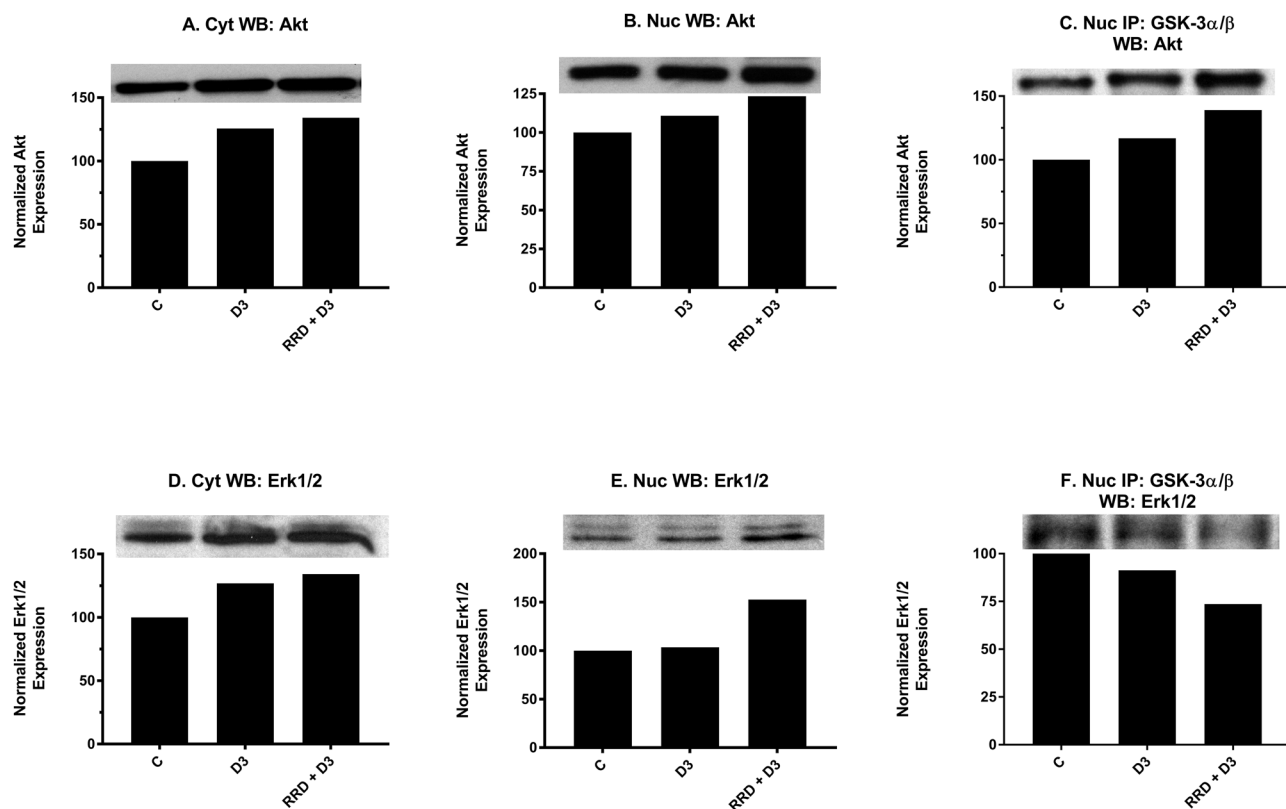 A. Cyt WB: Akt
150
100
50
0
Normalized Akt
Expression
C
D3
RRD + D3
B. Nuc WB: Akt
125
100
75
50
25
0
Normalized Akt
Expression
C
D3
RRD + D3
C. Nuc IP: GSK-3α/β
WB: Akt
150
100
50
0
Normalized Akt
Expression
C
D3
RRD + D3
D. Cyt WB: Erk1/2
150
100
50
0
Normalized Erk1/2
Expression
C
D3
RRD + D3
E. Nuc WB: Erk1/2
200
150
100
50
0
Normalized Erk1/2
Expression
C
D3
RRD + D3
F. Nuc IP: GSK-3α/β
WB: Erk1/2
100
75
50
25
0
Normalized Erk1/2
Expression
C
D3
RRD + D3